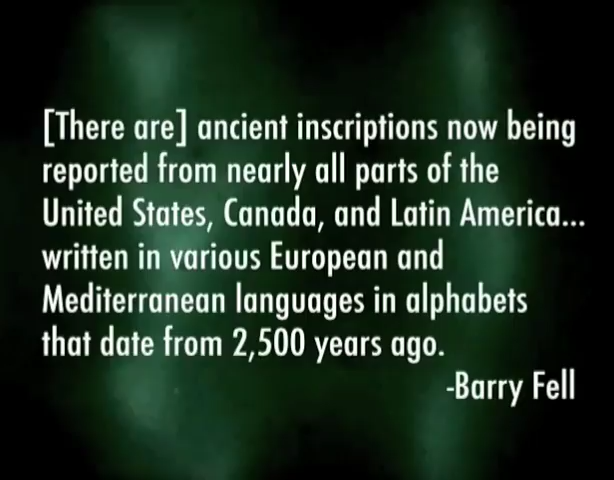 [There are] ancient inscriptions now being
reported from nearly all parts of the
United States, Canada, and Latin America...
written in various European and
Mediterranean languages in alphabets
that date from 2,500 years ago.
-Barry Fell